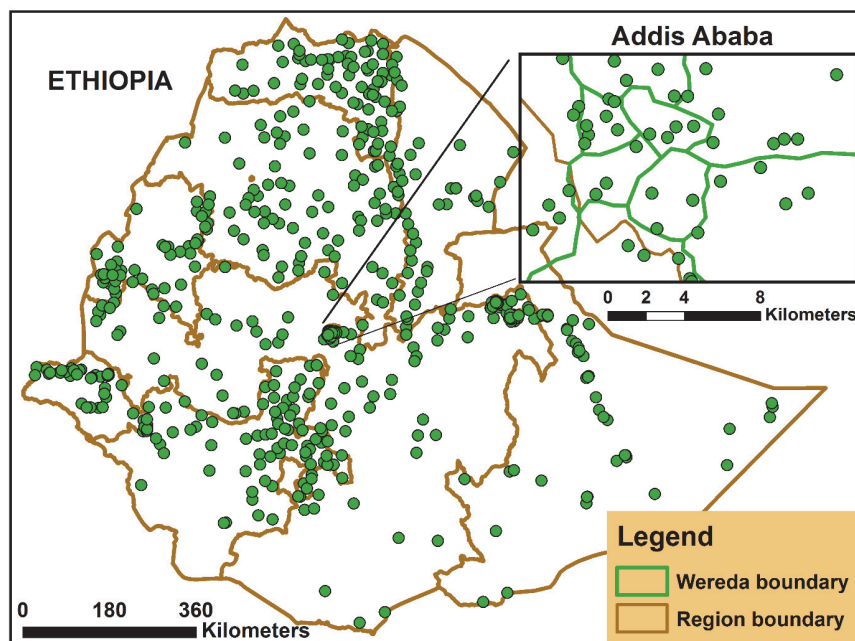 Addis Ababa
ETHIOPIA
0 2 4 8
Kilometers
Legend
Wereda boundary
Region boundary
0 180 360
Kilometers